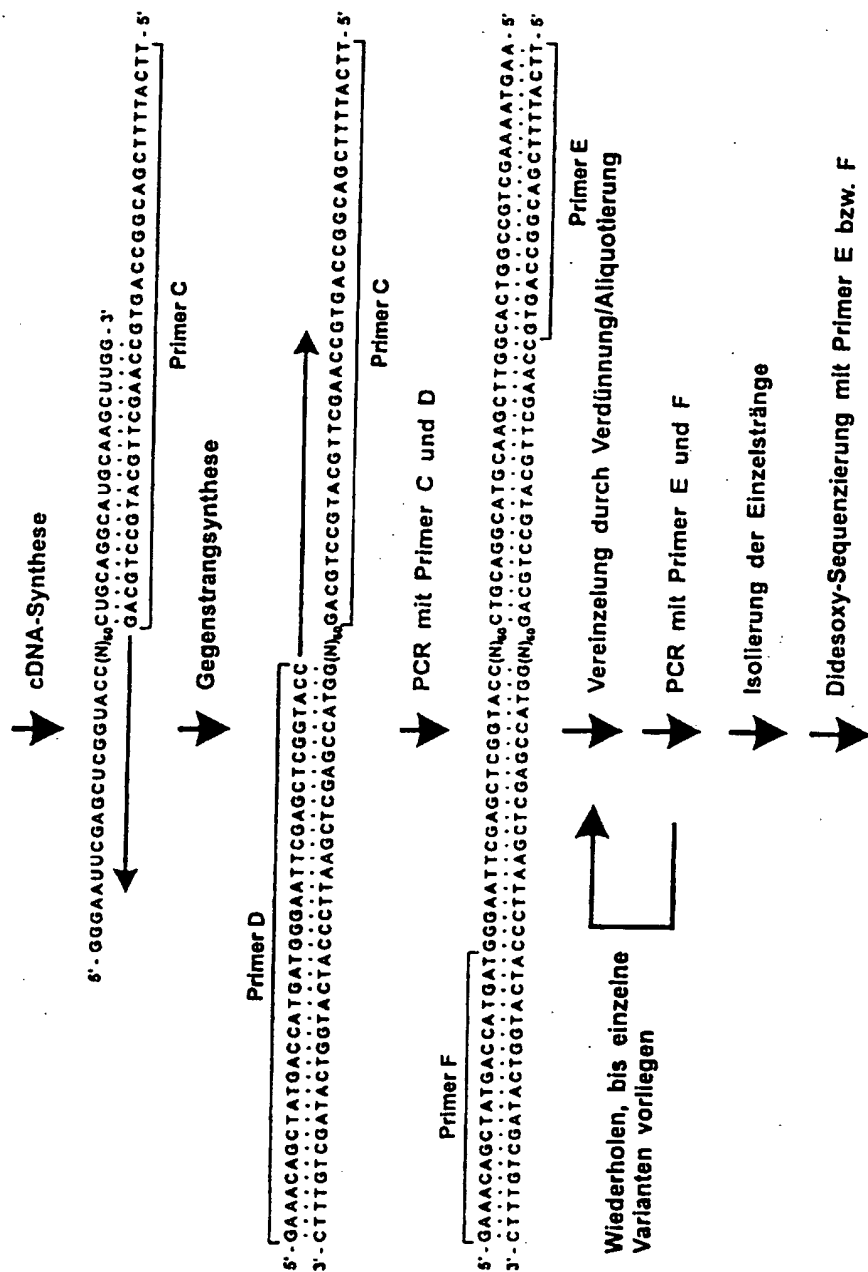 cDNA-Synthese
5'-GGGAAUUCGAGCUCGGUACC(N)60CUGCAGGCAUGCAAGCUUGG-3'
GACGTCCGTACGTTCGAACCGTGACCGGCAGCTTTTACTT-5'
Primer C
Gegenstrangsynthese
Primer D
5'-GAAACAGCTATGACCATGATGGGAATTCGAGCTCGGTACC
3'-CTTTGTCGATACTGGTACTACCCTTAAGCTCGAGCCATGG(N)60GACGTCCGTACGTTCGAACCGTGACCGGCAGCTTTTACTT-5'
Primer C
PCR mit Primer C und D
Primer F
5'-GAAACAGCTATGACCATGATGGGAATTCGAGCTCGGTACC(N)60CTGCAGGCATGCAAGCTTGGCACTGGCCGTCGAAAATGAA-5'
3'-CTTTGTCGATACTGGTACTACCCTTAAGCTCGAGCCATGG(N)60GACGTCCGTACGTTCGAACCGTGACCGGCAGCTTTTACTT-5'
Primer E
Vereinzelung durch Verdünnung/Aliquotierung
Wiederholen, bis einzelne
Varianten vorliegen
PCR mit Primer E und F
Isolierung der Einzelstränge
Didesoxy-Sequenzierung mit Primer E bzw. F